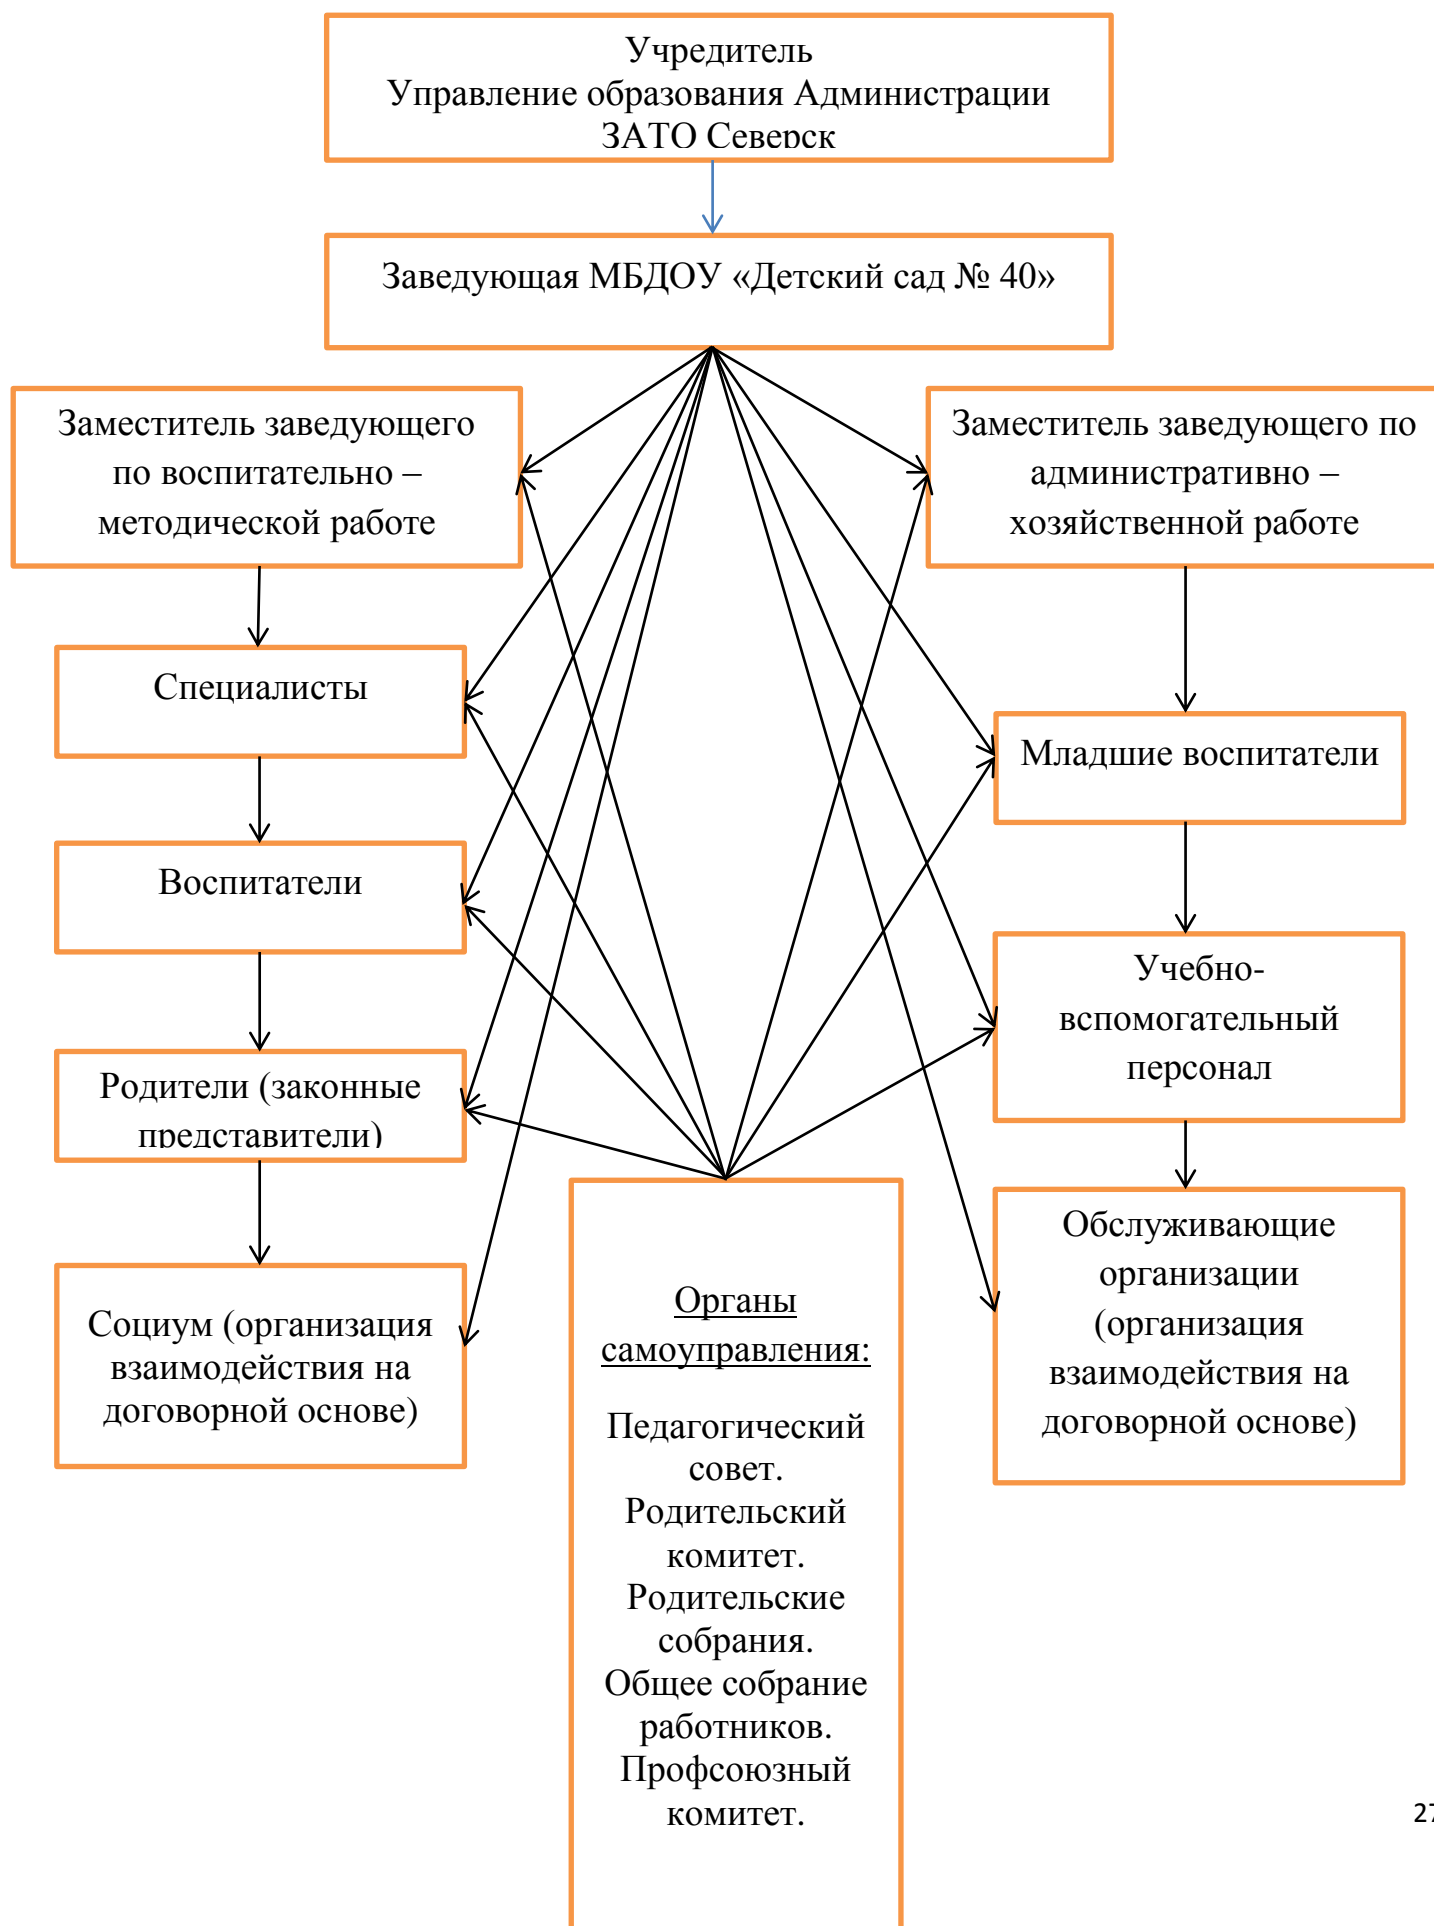 Учредитель
Управление образования Администрации
ЗАТО Северск
Заведующая МБДОУ «Детский сад № 40»
Заместитель заведующего
по воспитательно –
методической работе
Заместитель заведующего по
административно –
хозяйственной работе
Специалисты
Младшие воспитатели
Воспитатели
Учебно-
вспомогательный
персонал
Родители (законные
представители)
Обслуживающие
организации
(организация
взаимодействия на
договорной основе)
Социум (организация
взаимодействия на
договорной основе)
Органы
самоуправления:
Педагогический
совет.
Родительский
комитет.
Родительские
собрания.
Общее собрание
работников.
Профсоюзный
комитет.
27